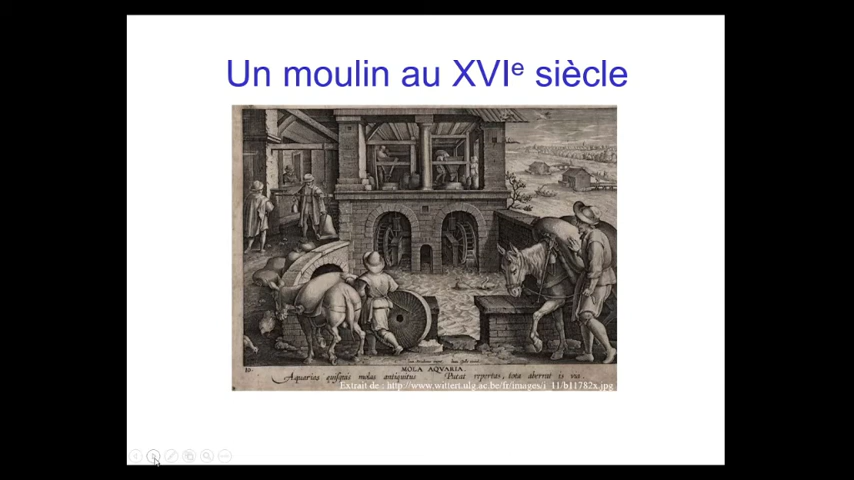 Un moulin au XVIe siècle
MOLA AQVARIA.
10.
Aquarias quisquis molas antiquitus Putat repertas, tota aberrat is via.
Extrait de : http://www.wittert.ulg.ac.be/fr/images/i_11/b11782x.jpg